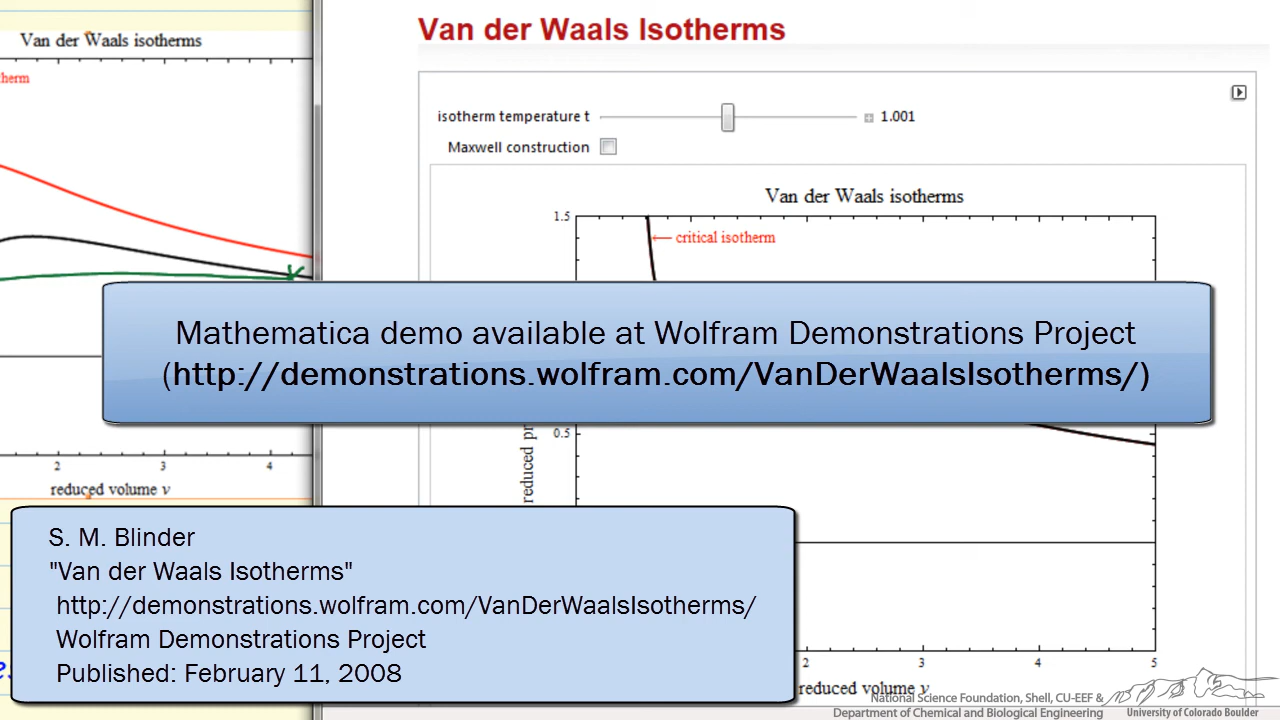 Van der Waals isotherms
Van der Waals Isotherms
isotherm temperature t
1.001
Maxwell construction
Van der Waals isotherms
1.5
critical isotherm
Mathematica demo available at Wolfram Demonstrations Project
(http://demonstrations.wolfram.com/VanDerWaalsIsotherms/)
0.5
reduced
2
3
4
reduced volume v
S. M. Blinder
"Van der Waals Isotherms"
http://demonstrations.wolfram.com/VanDerWaalsIsotherms/
Wolfram Demonstrations Project
Published: February 11, 2008
2
3
4
5
reduced volume v
National Science Foundation, Shell, CU-EEF &
Department of Chemical and Biological Engineering
University of Colorado Boulder